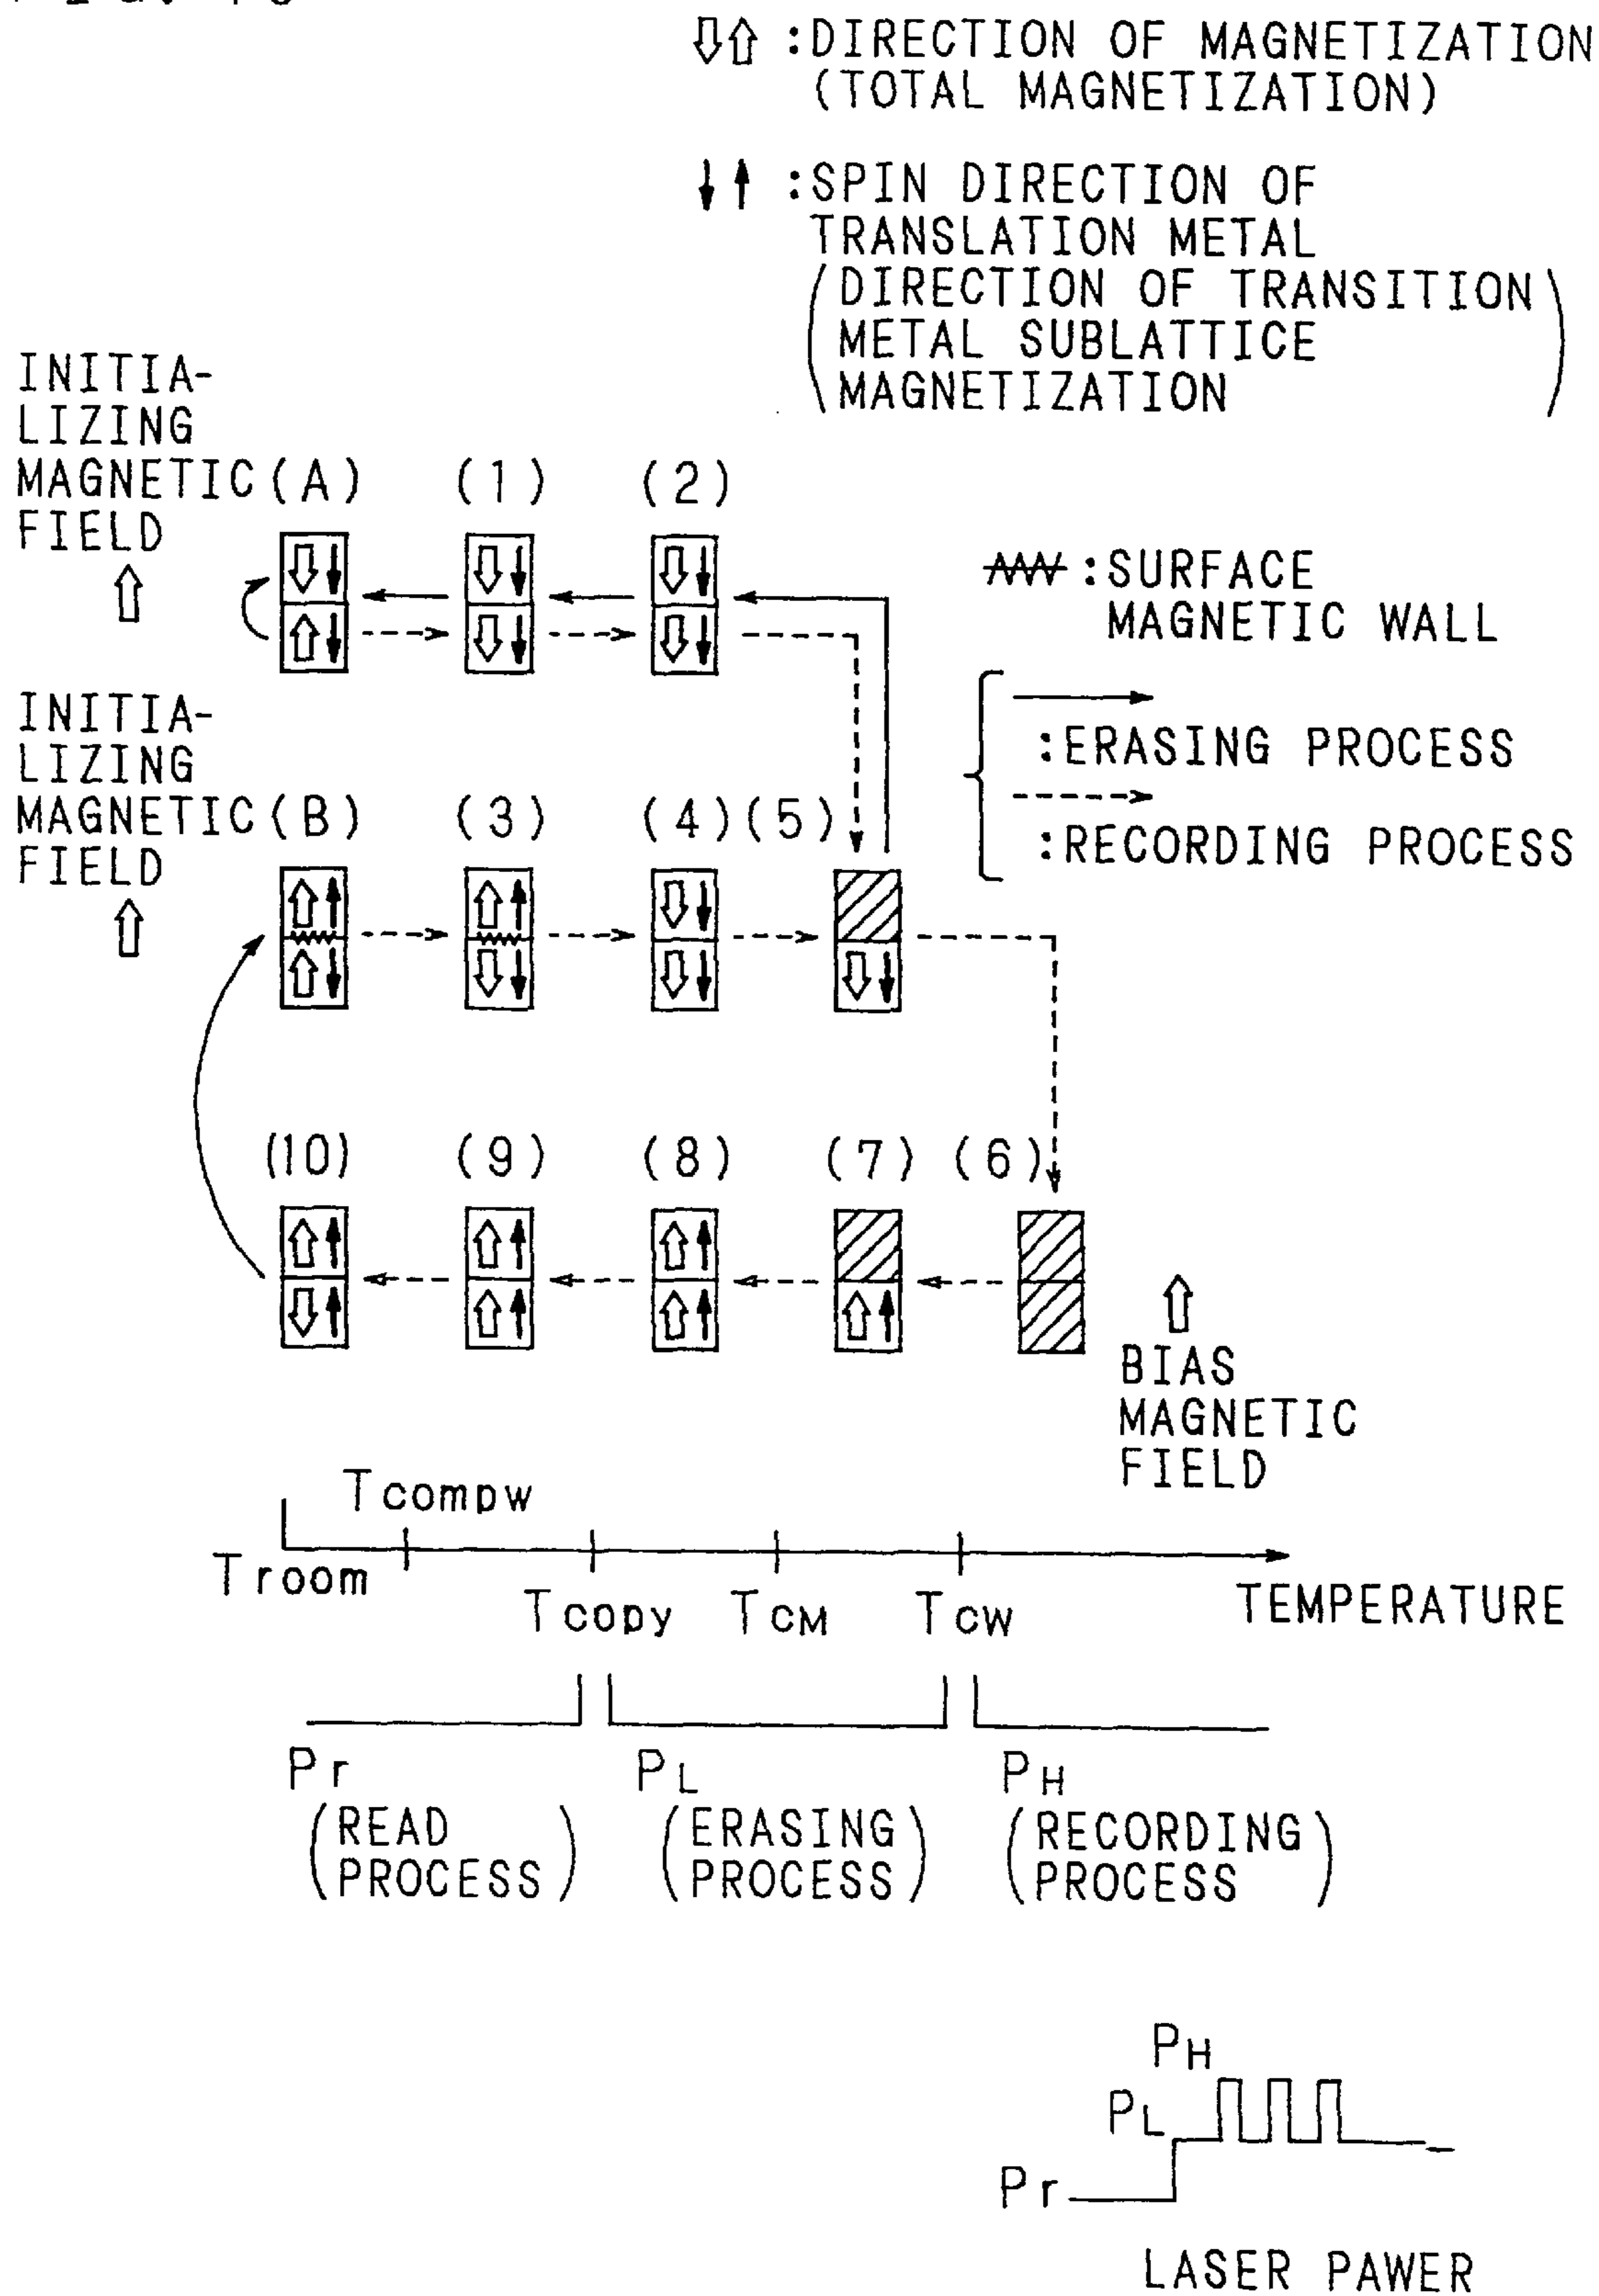 :DIRECTION OF MAGNETIZATION
(TOTAL MAGNETIZATION)
:SPIN DIRECTION OF
TRANSLATION METAL
(DIRECTION OF TRANSITION
METAL SUBLATTICE
MAGNETIZATION)
INITIA-
LIZING
MAGNETIC (A) (1) (2)
FIELD
:SURFACE
MAGNETIC WALL
INITIA-
LIZING
MAGNETIC (B) (3) (4) (5)
FIELD
:ERASING PROCESS
:RECORDING PROCESS
(10) (9) (8) (7) (6)
BIAS
MAGNETIC
FIELD
Tcompw
Troom
Tcopy TCM TCW TEMPERATURE
Pr PL PH
(READ
PROCESS)
(ERASING
PROCESS)
(RECORDING
PROCESS)
PH
PL
Pr
LASER PAWER